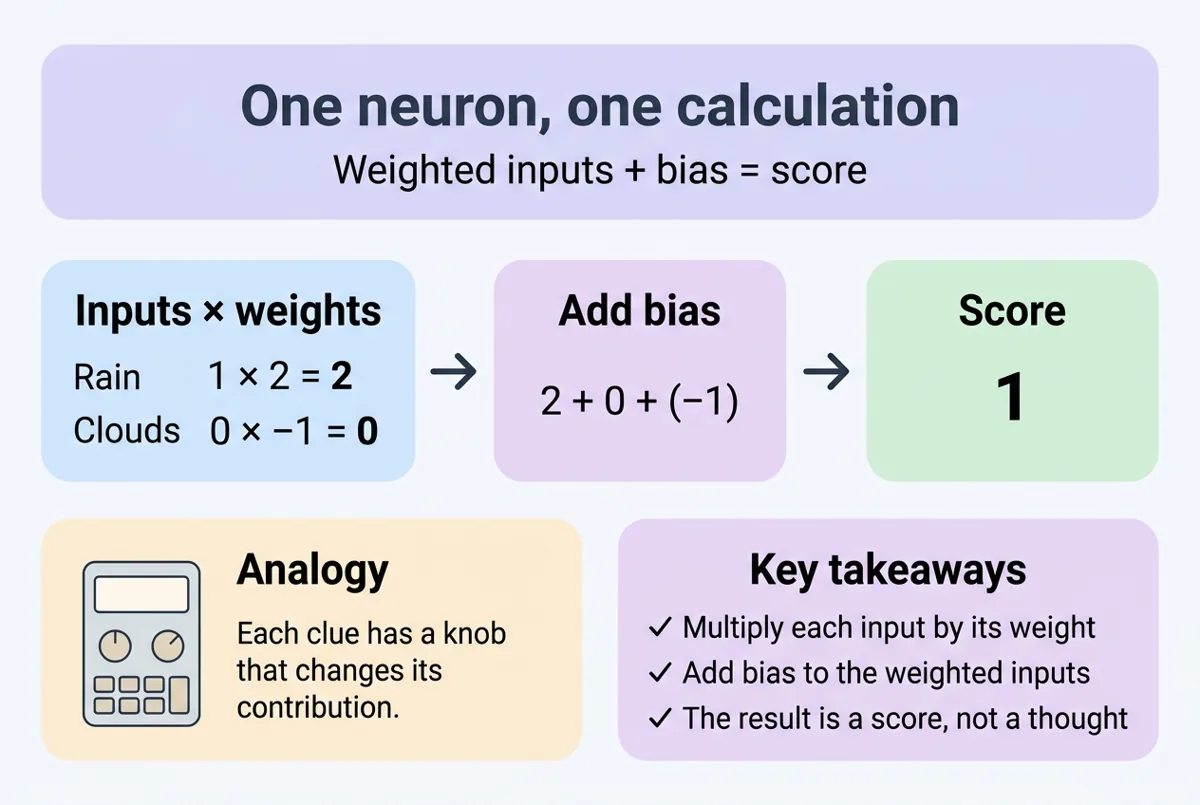 One neuron, one calculation
Weighted inputs + bias = score
Inputs × weights
Rain 1 × 2 = 2
Clouds 0 × −1 = 0
→
Add bias
2 + 0 + (−1)
→
Score
1
Analogy
Each clue has a knob
that changes its
contribution.
Key takeaways
✓ Multiply each input by its weight
✓ Add bias to the weighted inputs
✓ The result is a score, not a thought